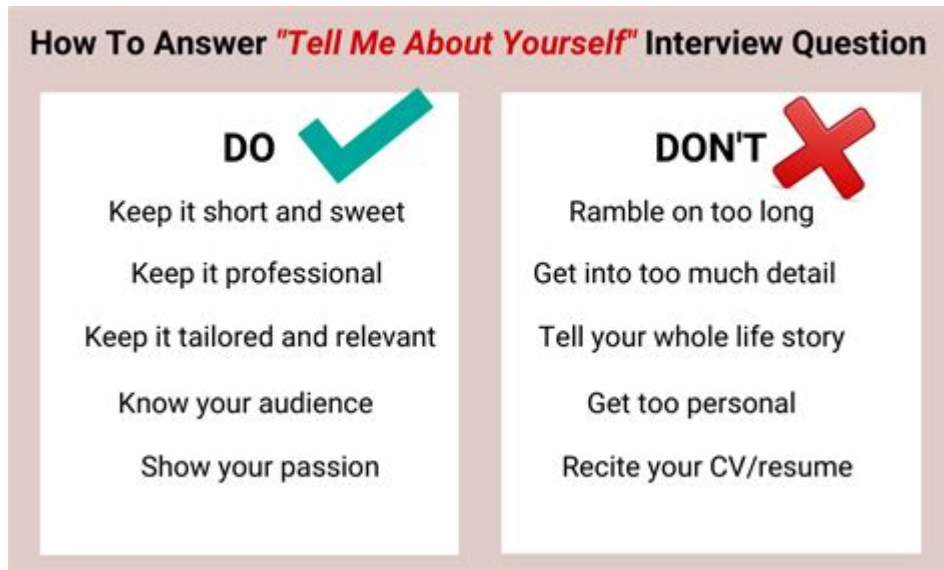 How To Answer "Tell Me About Yourself" Interview Question
DO
Keep it short and sweet
Keep it professional
Keep it tailored and relevant
Know your audience
Show your passion
DON'T
Ramble on too long
Get into too much detail
Tell your whole life story
Get too personal
Recite your CV/resume